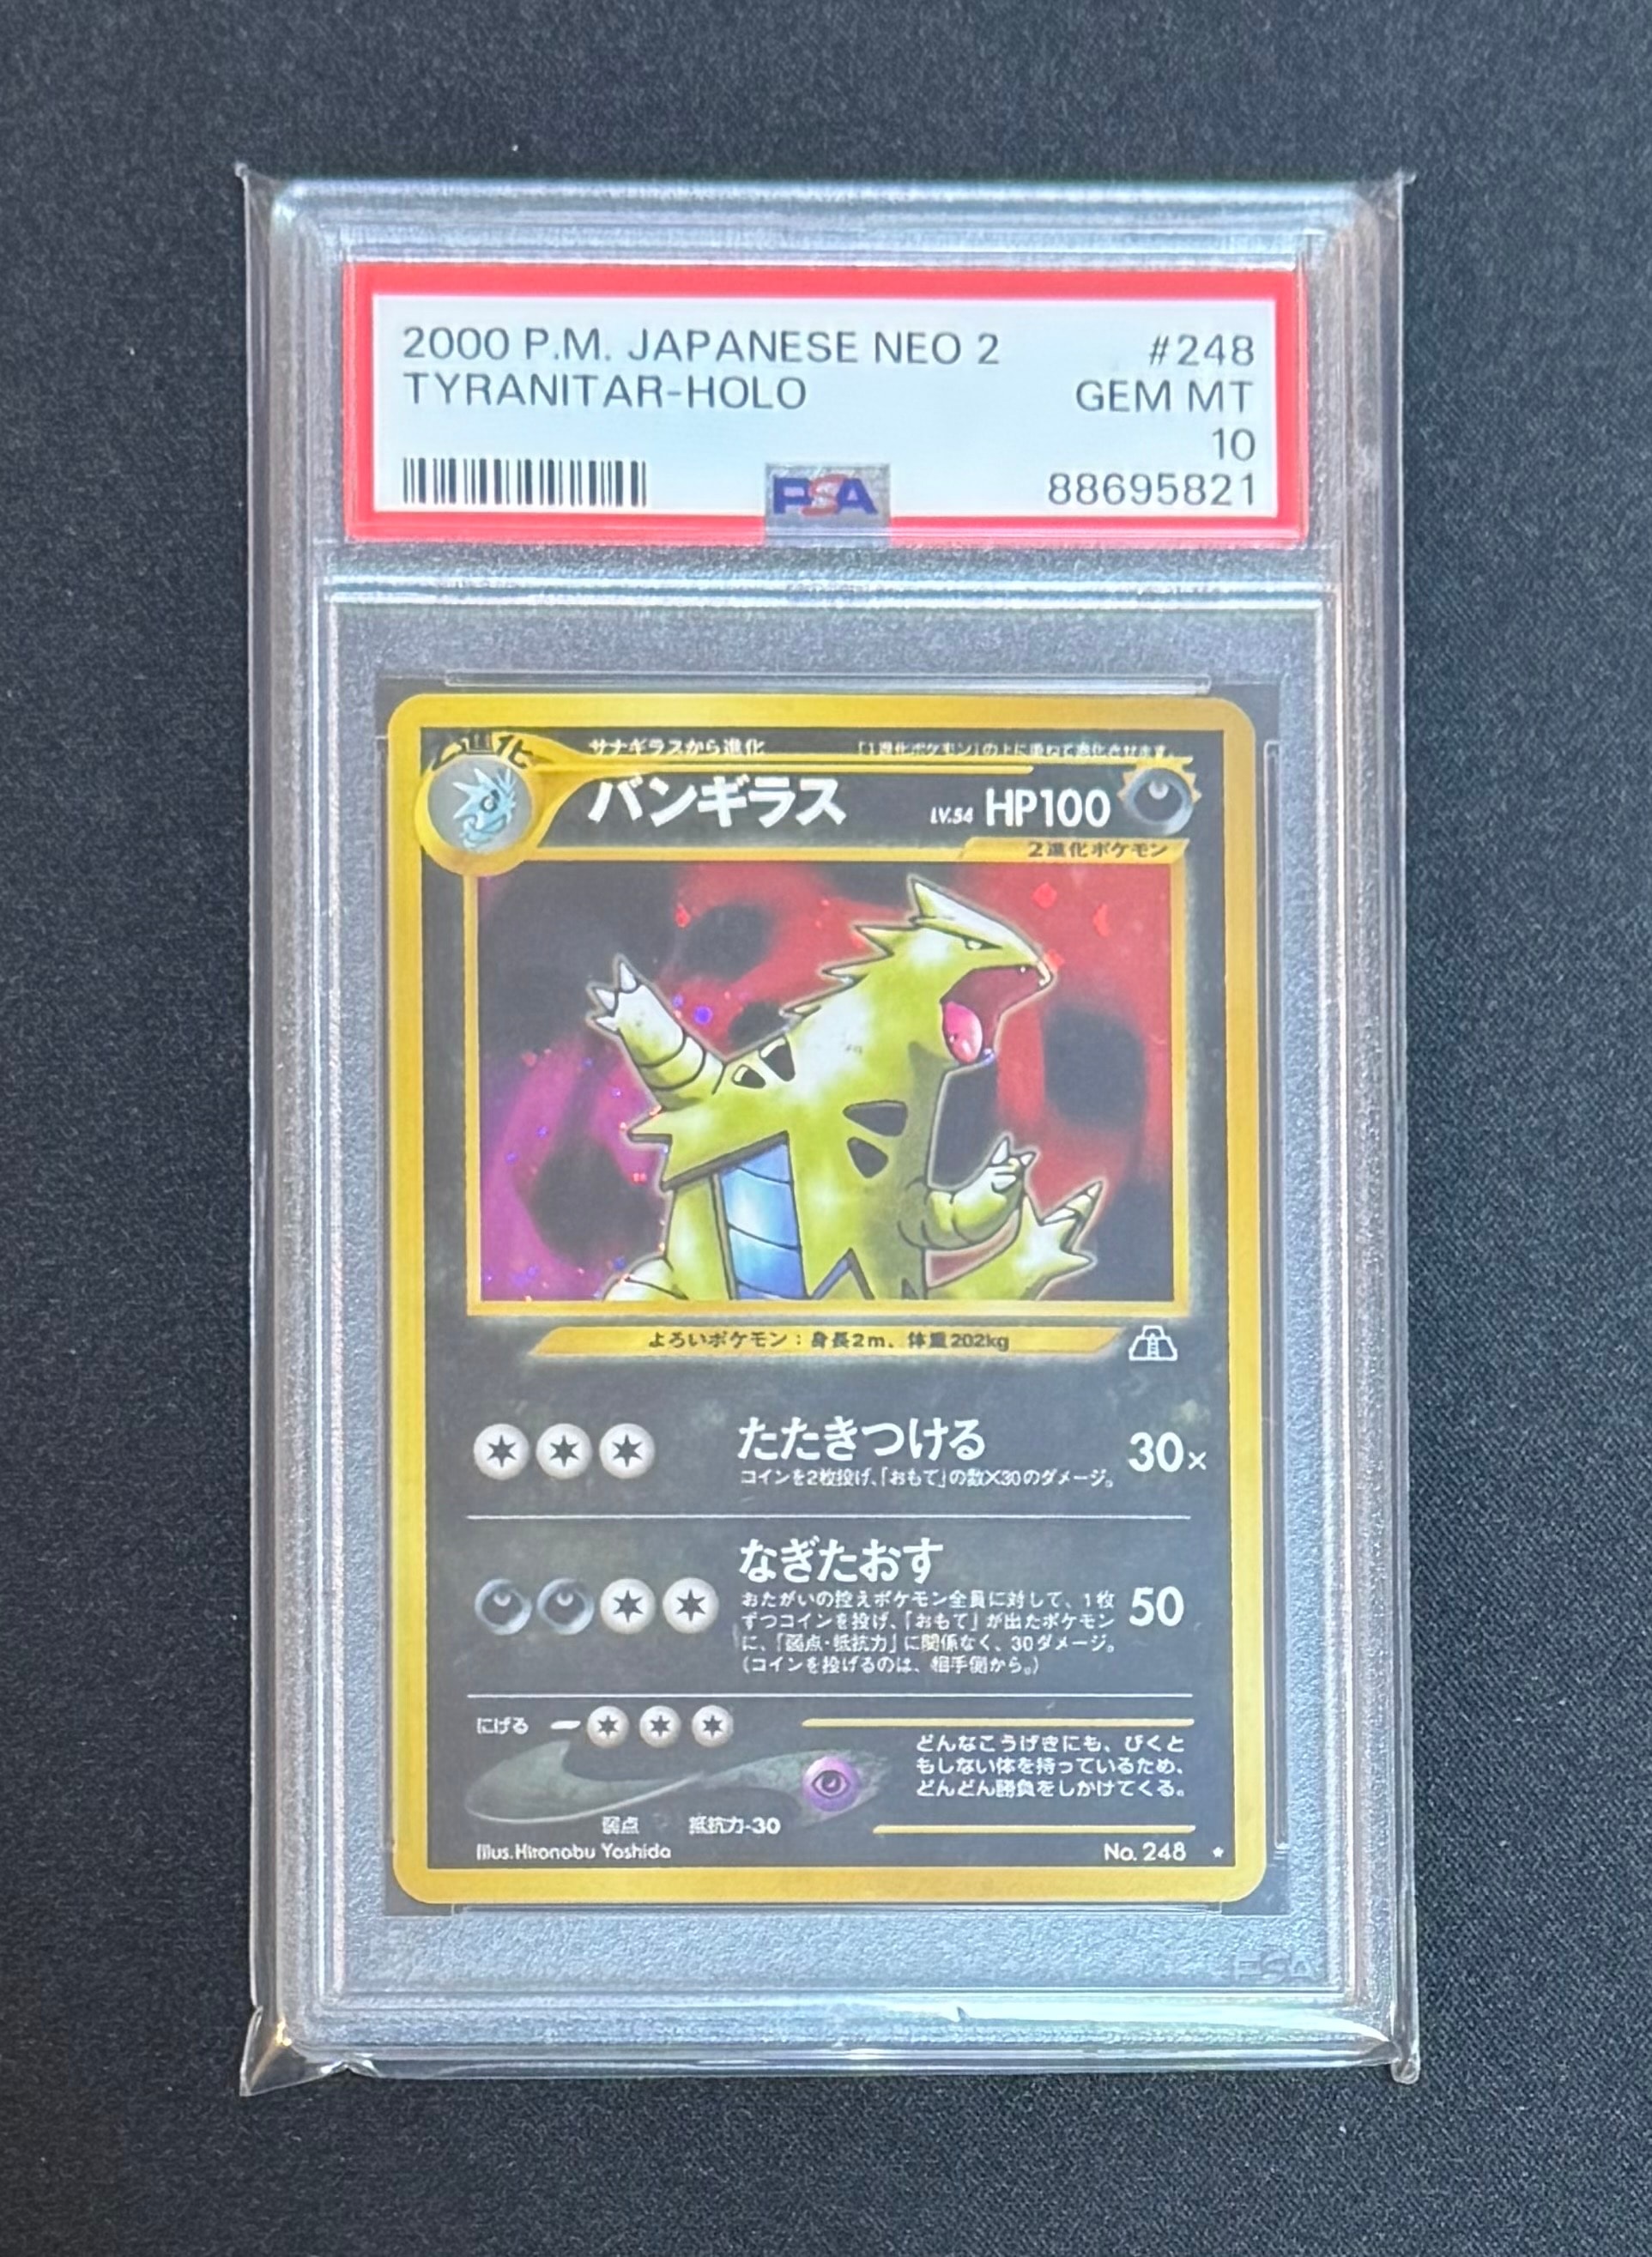 2000 P.M. JAPANESE NEO 2 #248
TYRANITAR-HOLO GEM MT
10
PSA 88695821
2進化 サナギラスから進化 「1進化ポケモン」の上に重ねて進化させます。
バンギラス LV.54 HP100
2進化ポケモン
よろいポケモン：身長2m、体重202kg
たたきつける 30×
コインを2枚投げ、「おもて」の数×30のダメージ。
なぎたおす 50
おたがいの控えポケモン全員に対して、1枚
ずつコインを投げ、「おもて」が出たポケモン
に、「弱点・抵抗力」に関係なく、30ダメージ。
（コインを投げるのは、相手側から。）
にげる
どんなこうげきにも、びくと
もしない体を持っているため、
どんどん勝負をしかけてくる。
弱点 抵抗力-30
Illus.Hironobu Yoshida No. 248 ★
PSA